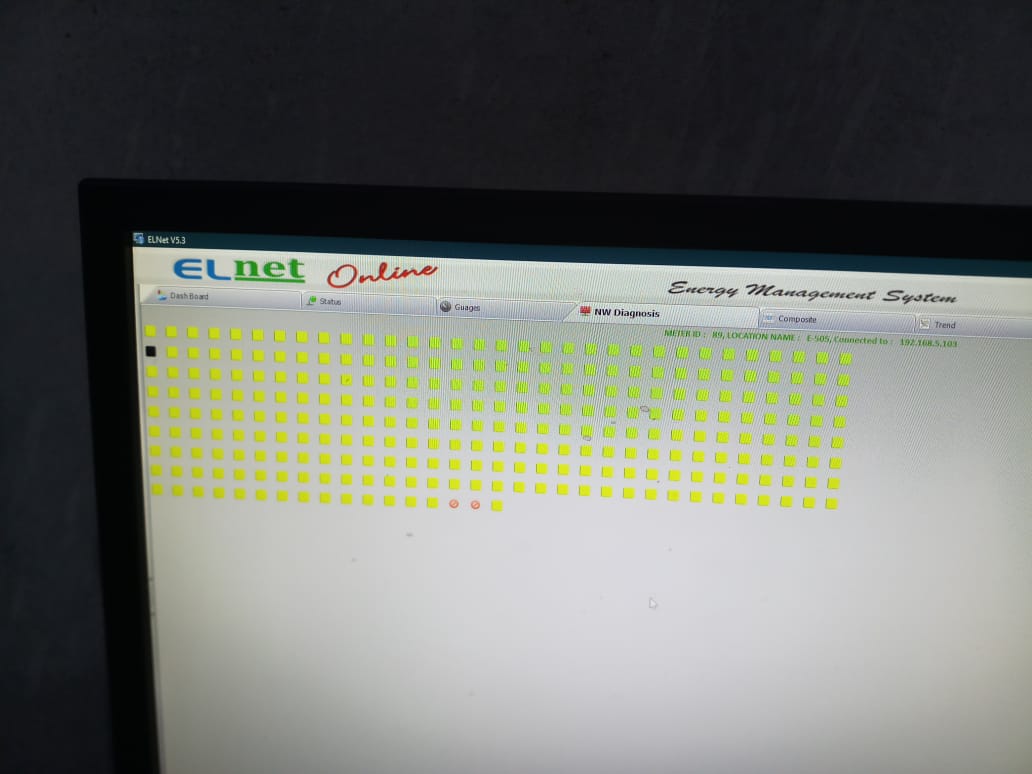 ELNet V5.3
ELnet Online
Energy Management System
Dash Board
Status
Guages
NW Diagnosis
Composite
Trend
METER ID : 89, LOCATION NAME : E-505, Connected to : 192.168.5.103